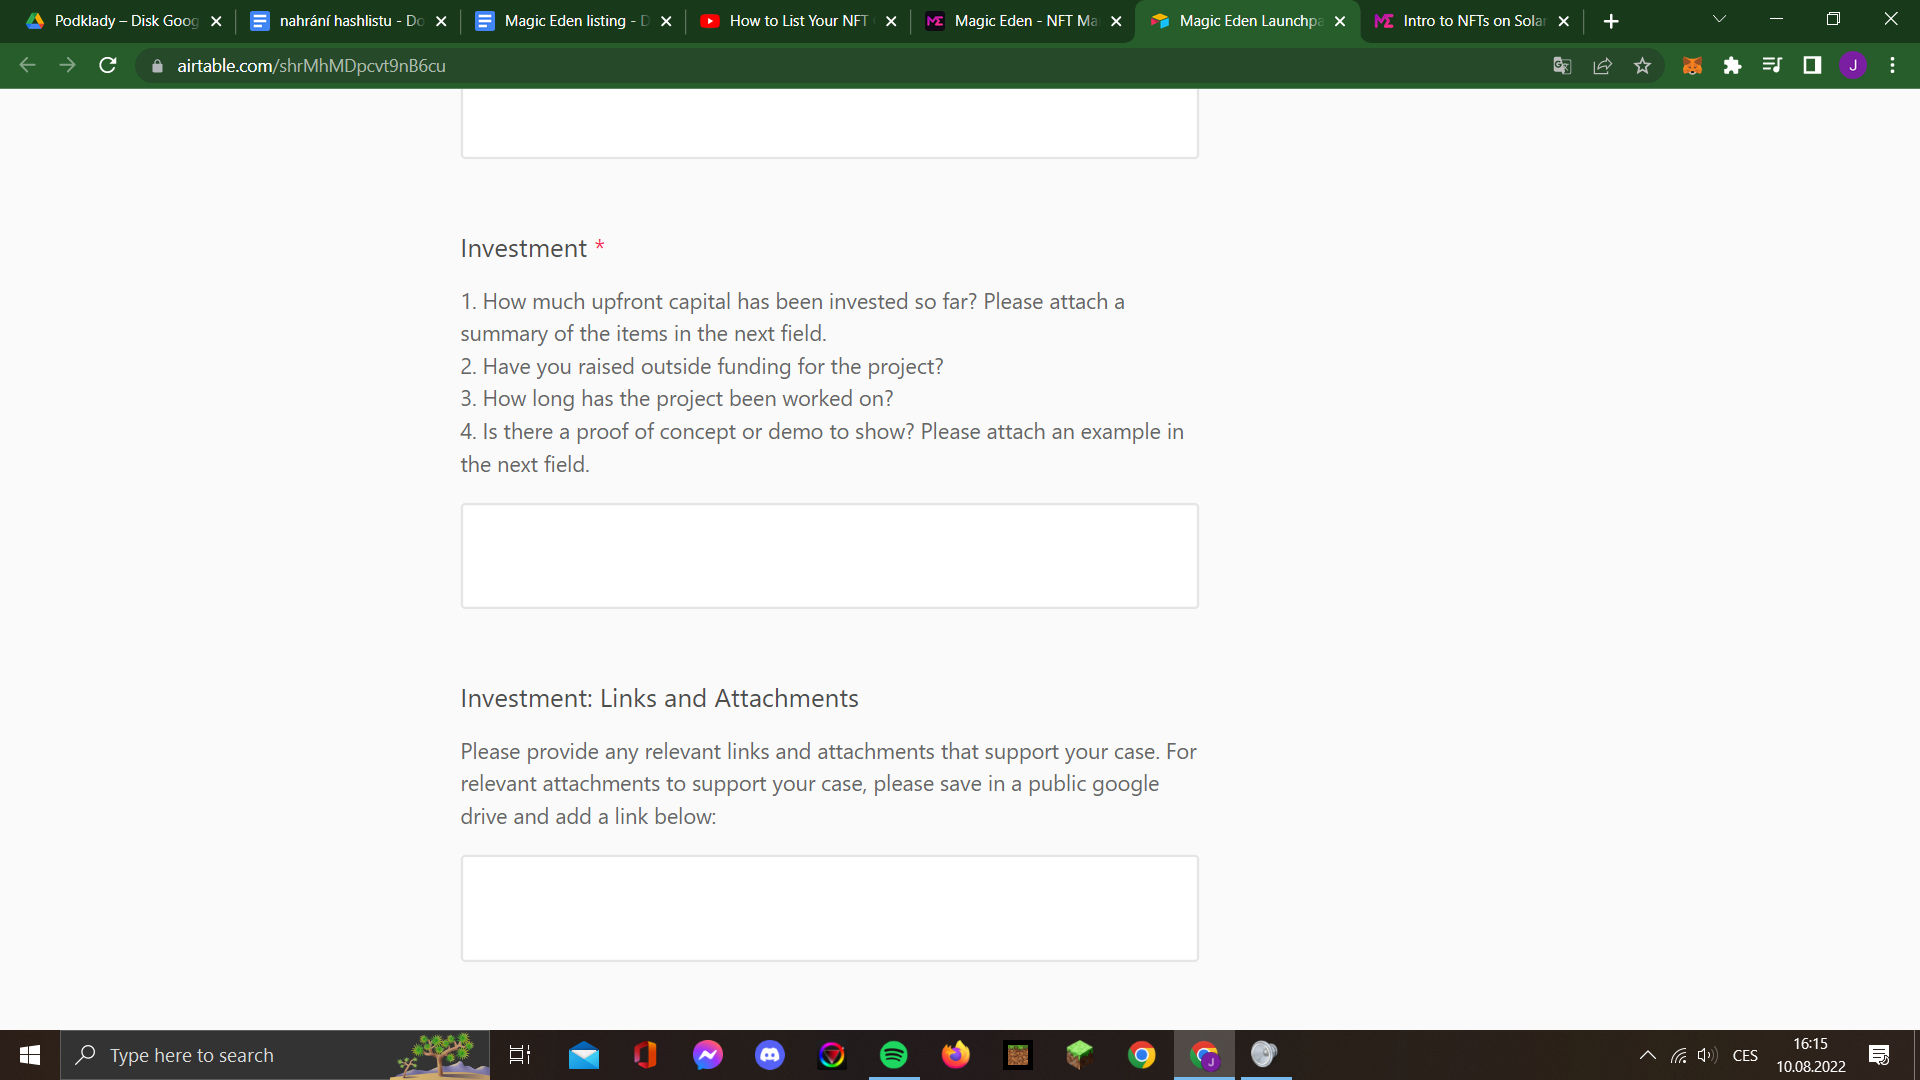 Podklady – Disk Goog
nahrání hashlistu - Do
Magic Eden listing - D
How to List Your NFT
Magic Eden - NFT Ma
Magic Eden Launchpa
Intro to NFTs on Solar
airtable.com/shrMhMDpcvt9nB6cu
J
Investment *
1. How much upfront capital has been invested so far? Please attach a
summary of the items in the next field.
2. Have you raised outside funding for the project?
3. How long has the project been worked on?
4. Is there a proof of concept or demo to show? Please attach an example in
the next field.
Investment: Links and Attachments
Please provide any relevant links and attachments that support your case. For
relevant attachments to support your case, please save in a public google
drive and add a link below:
Type here to search
J
CES
16:15
10.08.2022